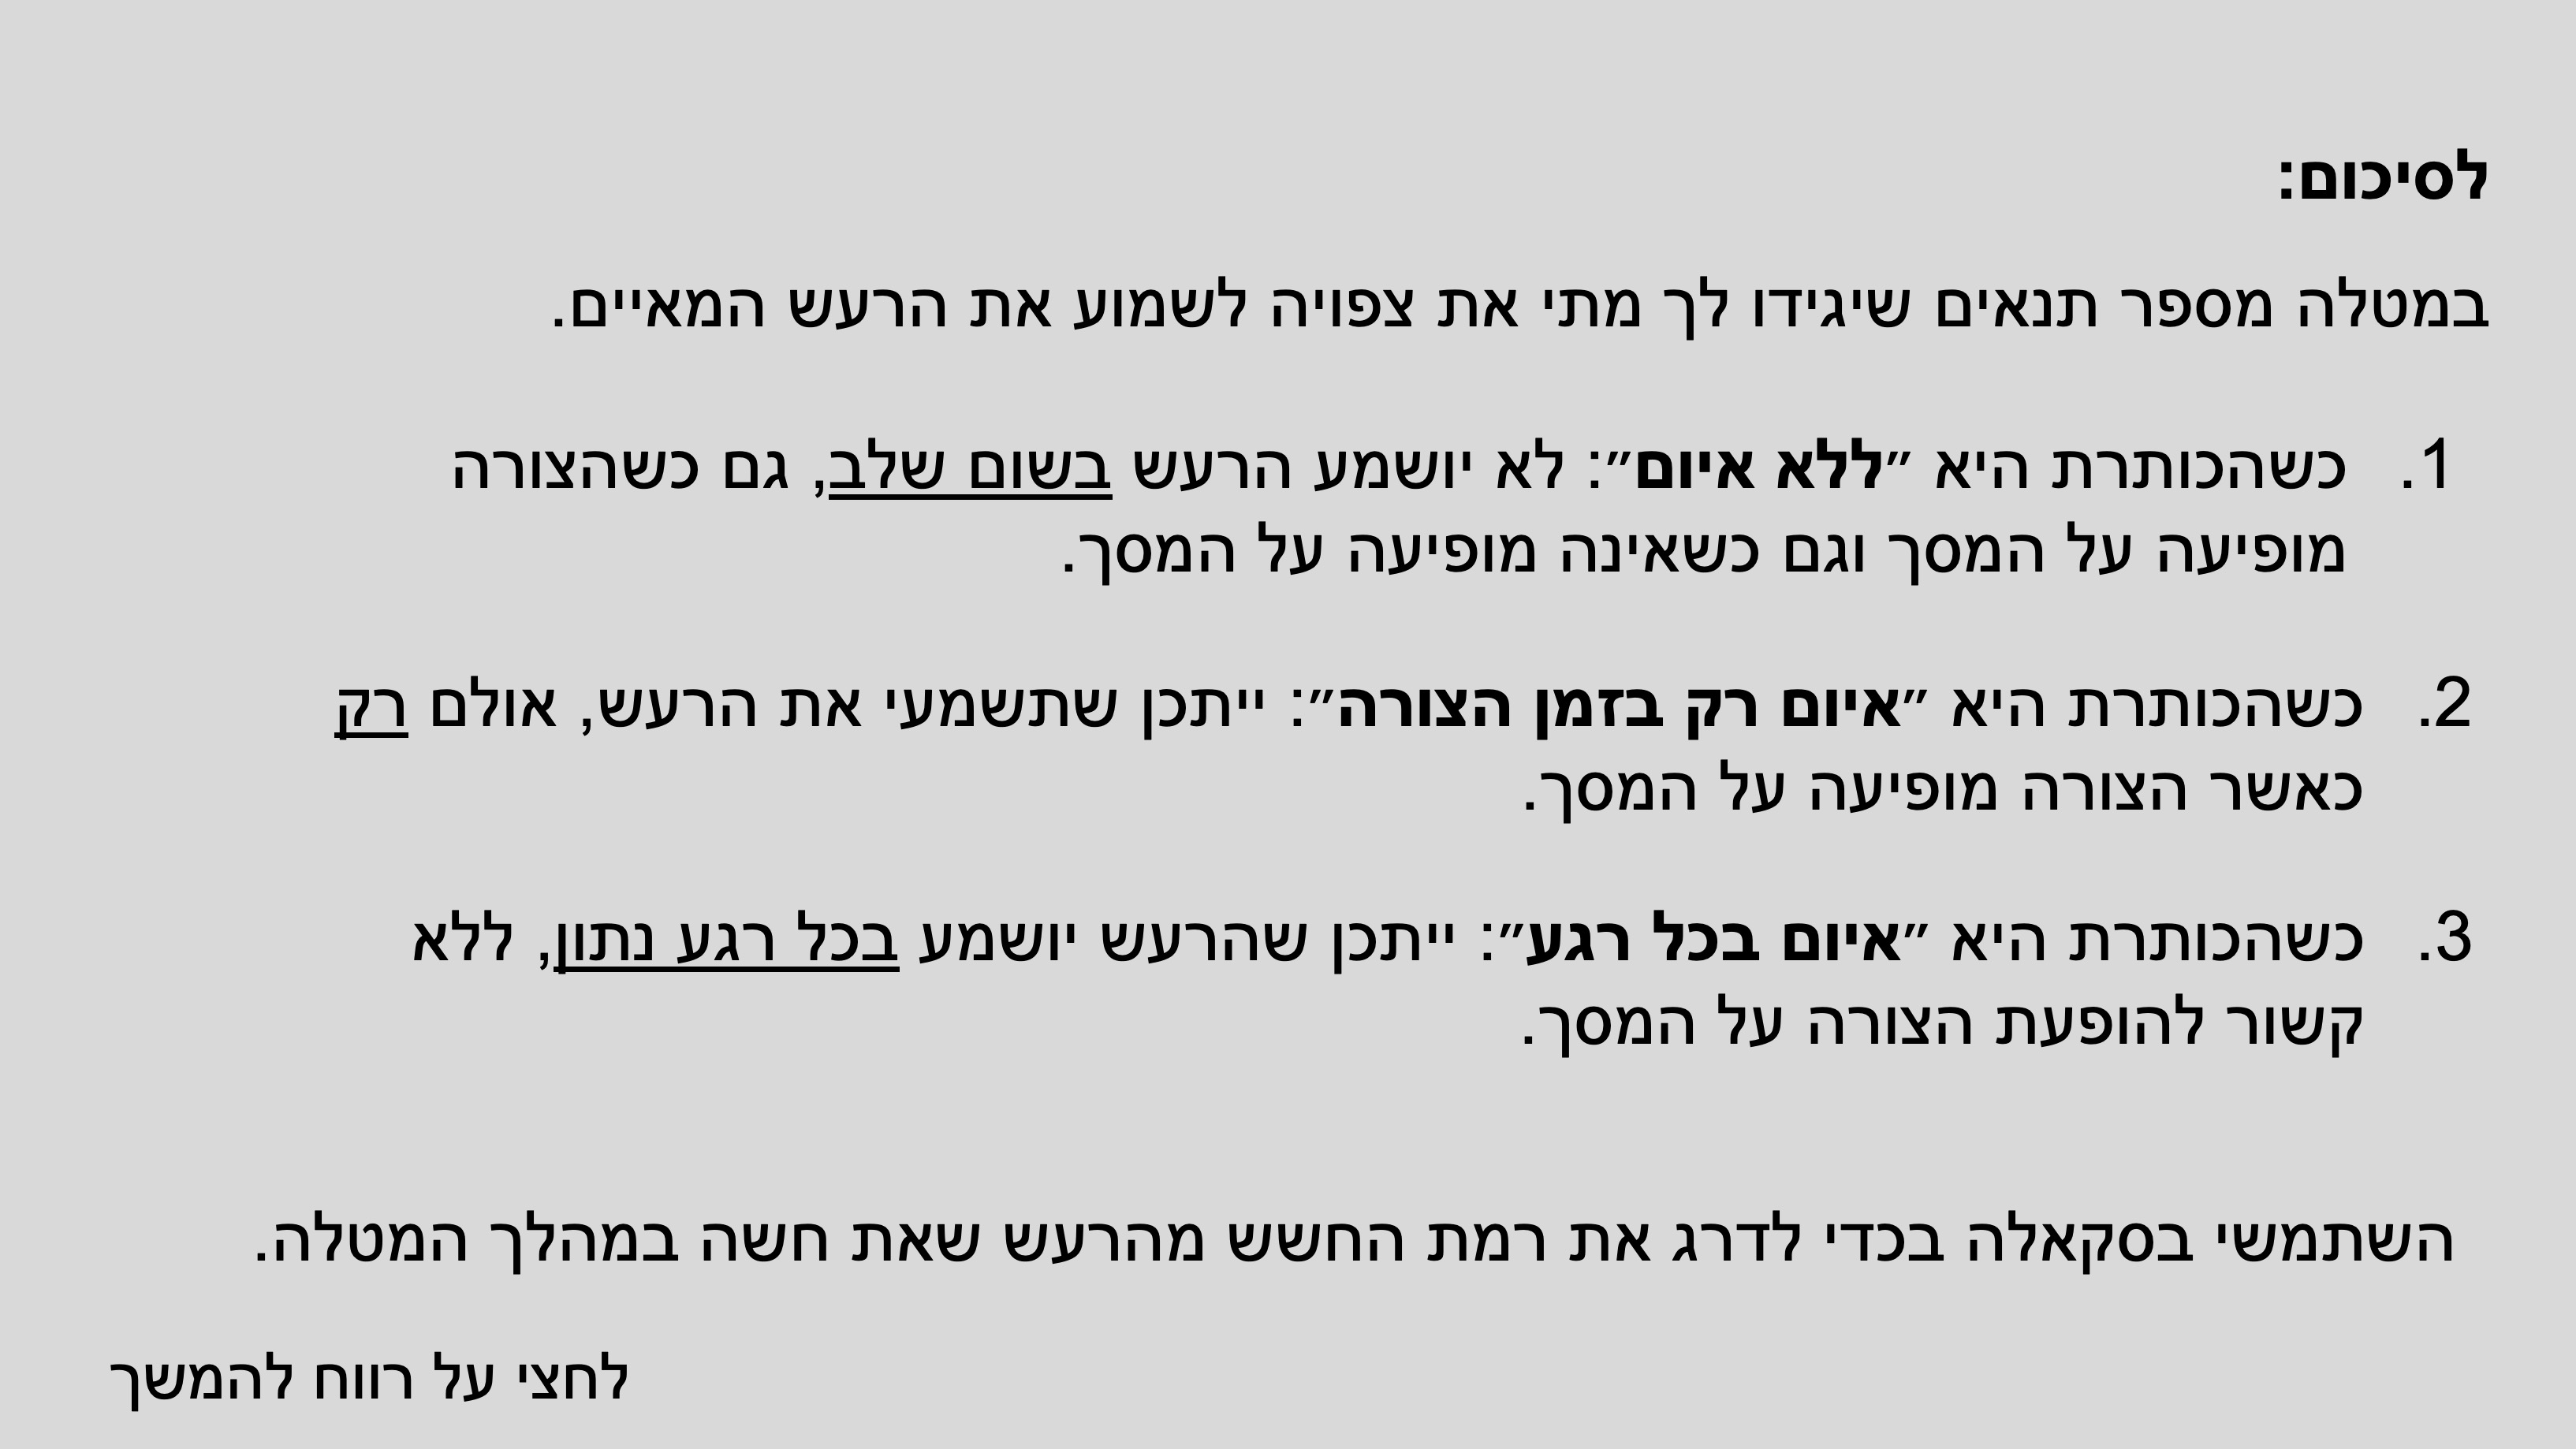 לסיכום:
במטלה מספר תנאים שיגידו לך מתי את צפויה לשמוע את הרעש המאיים.
1. כשהכותרת היא ״ללא איום״: לא יושמע הרעש בשום שלב, גם כשהצורה
מופיעה על המסך וגם כשאינה מופיעה על המסך.
2. כשהכותרת היא ״איום רק בזמן הצורה״: ייתכן שתשמעי את הרעש, אולם רק
כאשר הצורה מופיעה על המסך.
3. כשהכותרת היא ״איום בכל רגע״: ייתכן שהרעש יושמע בכל רגע נתון, ללא
קשור להופעת הצורה על המסך.
השתמשי בסקאלה בכדי לדרג את רמת החשש מהרעש שאת חשה במהלך המטלה.
לחצי על רווח להמשך